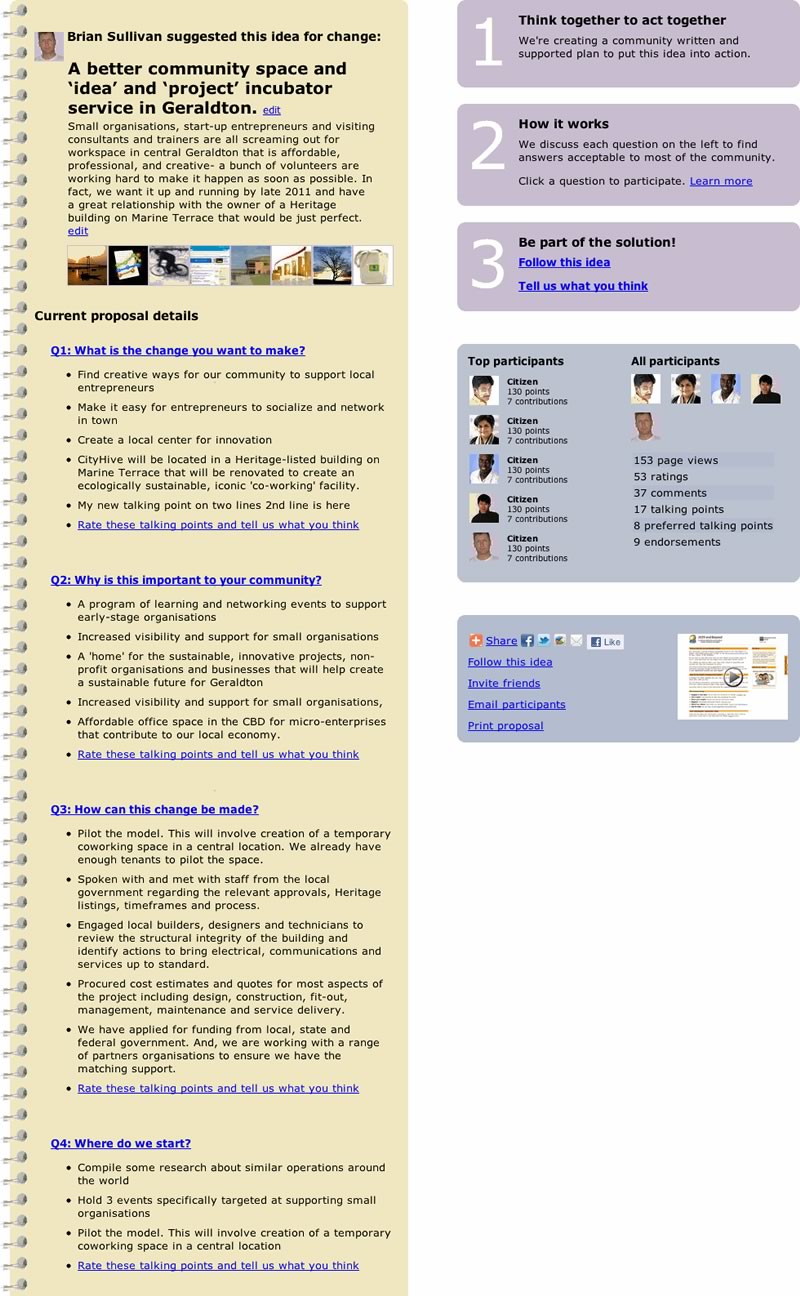 Brian Sullivan suggested this idea for change:
A better community space and
‘idea’ and ‘project’ incubator
service in Geraldton. edit
Small organisations, start-up entrepreneurs and visiting
consultants and trainers are all screaming out for
workspace in central Geraldton that is affordable,
professional, and creative- a bunch of volunteers are
working hard to make it happen as soon as possible. In
fact, we want it up and running by late 2011 and have
a great relationship with the owner of a Heritage
building on Marine Terrace that would be just perfect.
edit
Current proposal details
Q1: What is the change you want to make?
• Find creative ways for our community to support local
entrepreneurs
• Make it easy for entrepreneurs to socialize and network
in town
• Create a local center for innovation
• CityHive will be located in a Heritage-listed building on
Marine Terrace that will be renovated to create an
ecologically sustainable, iconic 'co-working' facility.
• My new talking point on two lines 2nd line is here
• Rate these talking points and tell us what you think
Q2: Why is this important to your community?
• A program of learning and networking events to support
early-stage organisations
• Increased visibility and support for small organisations
• A 'home' for the sustainable, innovative projects, non-
profit organisations and businesses that will help create
a sustainable future for Geraldton
• Increased visibility and support for small organisations,
• Affordable office space in the CBD for micro-enterprises
that contribute to our local economy.
• Rate these talking points and tell us what you think
Q3: How can this change be made?
• Pilot the model. This will involve creation of a temporary
coworking space in a central location. We already have
enough tenants to pilot the space.
• Spoken with and met with staff from the local
government regarding the relevant approvals, Heritage
listings, timeframes and process.
• Engaged local builders, designers and technicians to
review the structural integrity of the building and
identify actions to bring electrical, communications and
services up to standard.
• Procured cost estimates and quotes for most aspects of
the project including design, construction, fit-out,
management, maintenance and service delivery.
• We have applied for funding from local, state and
federal government. And, we are working with a range
of partners organisations to ensure we have the
matching support.
• Rate these talking points and tell us what you think
Q4: Where do we start?
• Compile some research about similar operations around
the world
• Hold 3 events specifically targeted at supporting small
organisations
• Pilot the model. This will involve creation of a temporary
coworking space in a central location
• Rate these talking points and tell us what you think
1
Think together to act together
We're creating a community written and
supported plan to put this idea into action.
2
How it works
We discuss each question on the left to find
answers acceptable to most of the community.
Click a question to participate. Learn more
3
Be part of the solution!
Follow this idea
Tell us what you think
Top participants
Citizen
130 points
7 contributions
Citizen
130 points
7 contributions
Citizen
130 points
7 contributions
Citizen
130 points
7 contributions
Citizen
130 points
7 contributions
All participants
153 page views
53 ratings
37 comments
17 talking points
8 preferred talking points
9 endorsements
Share Like
Follow this idea
Invite friends
Email participants
Print proposal